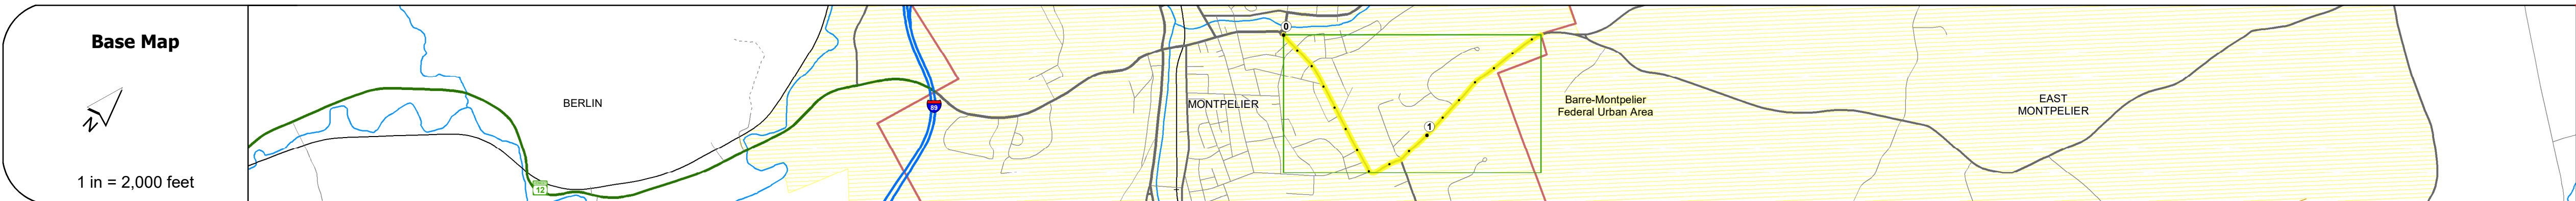 Base Map
N
1 in = 2,000 feet
BERLIN
12
89
MONTPELIER
0
1
Barre-Montpelier
Federal Urban Area
EAST
MONTPELIER